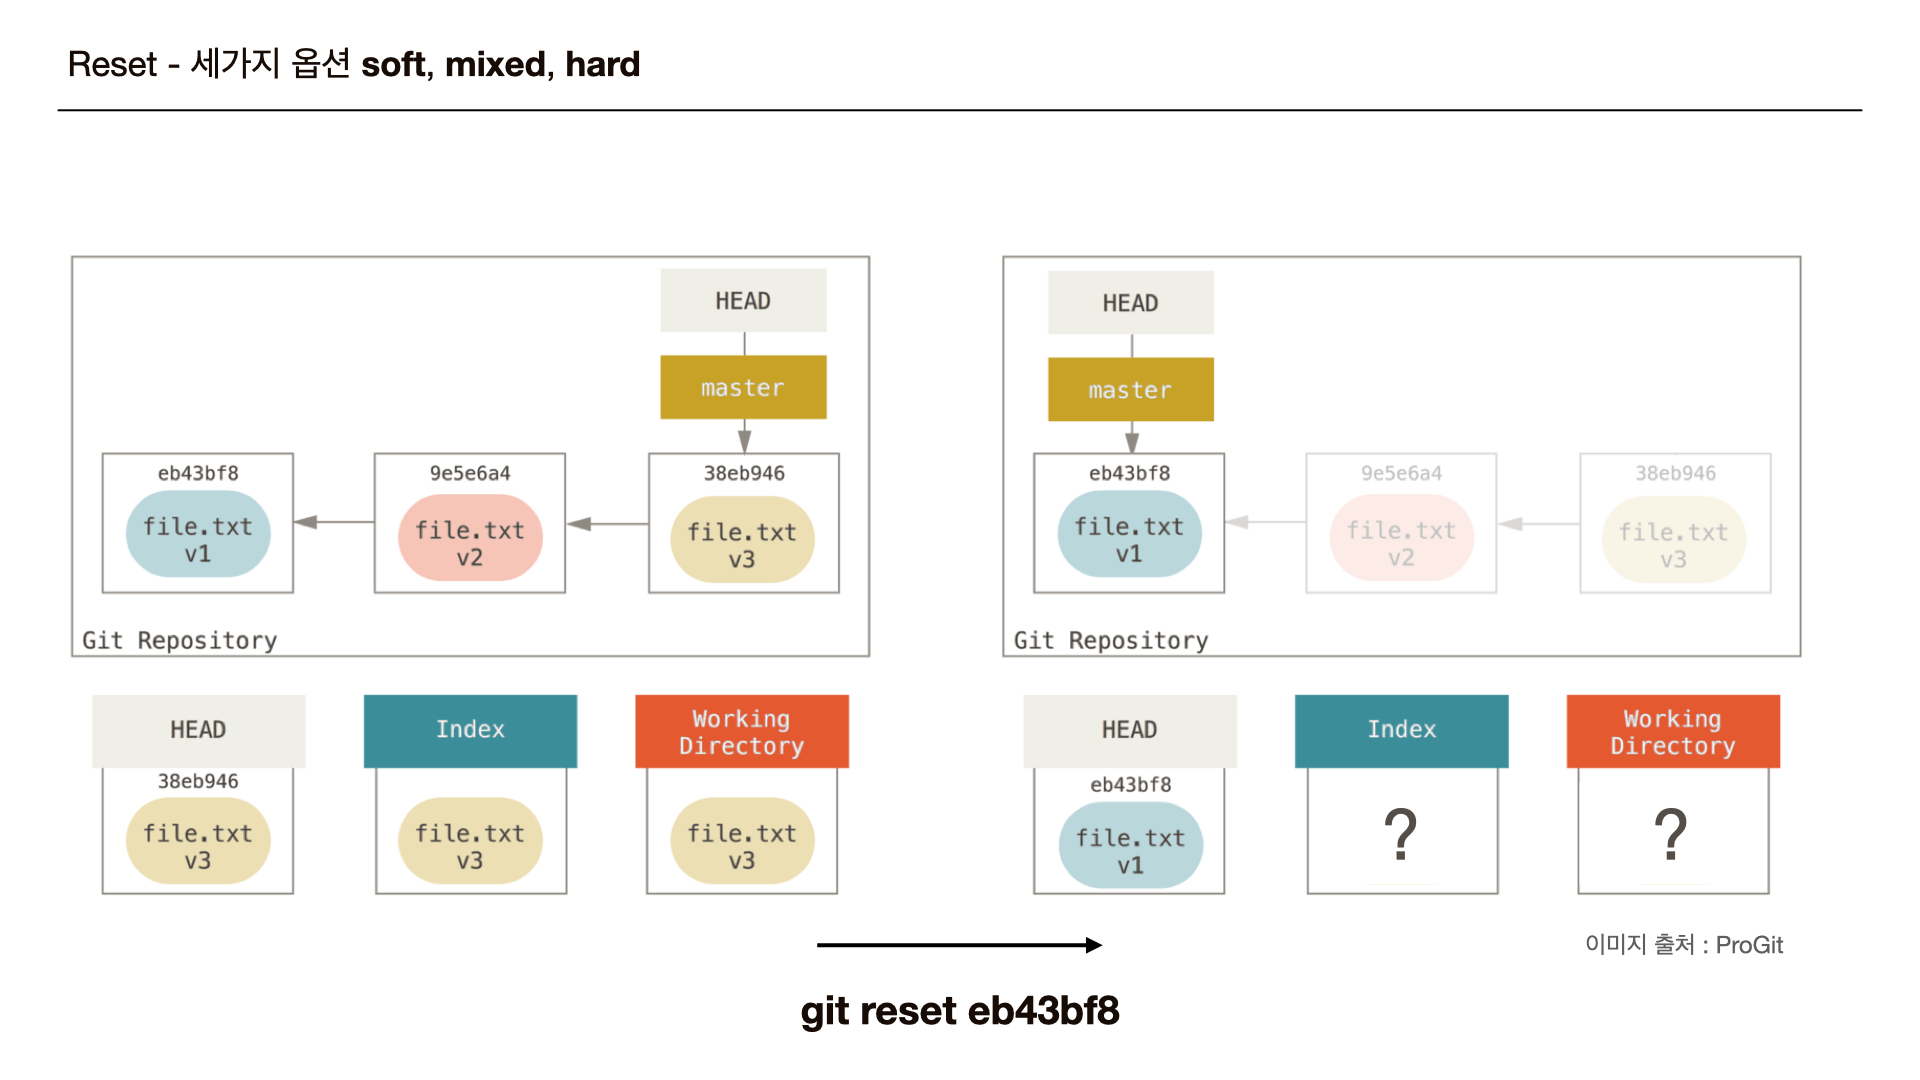 Reset - 세가지 옵션 soft, mixed, hard
HEAD
master
eb43bf8
file.txt
v1
9e5e6a4
file.txt
v2
38eb946
file.txt
v3
Git Repository
HEAD
38eb946
file.txt
v3
Index
file.txt
v3
Working
Directory
file.txt
v3
HEAD
master
eb43bf8
file.txt
v1
9e5e6a4
file.txt
v2
38eb946
file.txt
v3
Git Repository
HEAD
eb43bf8
file.txt
v1
Index
?
Working
Directory
?
이미지 출처 : ProGit
git reset eb43bf8